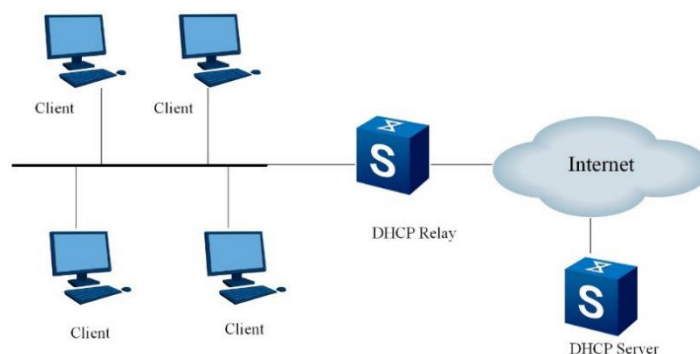 Client
Client
S
Internet
DHCP Relay
S
Client
Client
DHCP Server